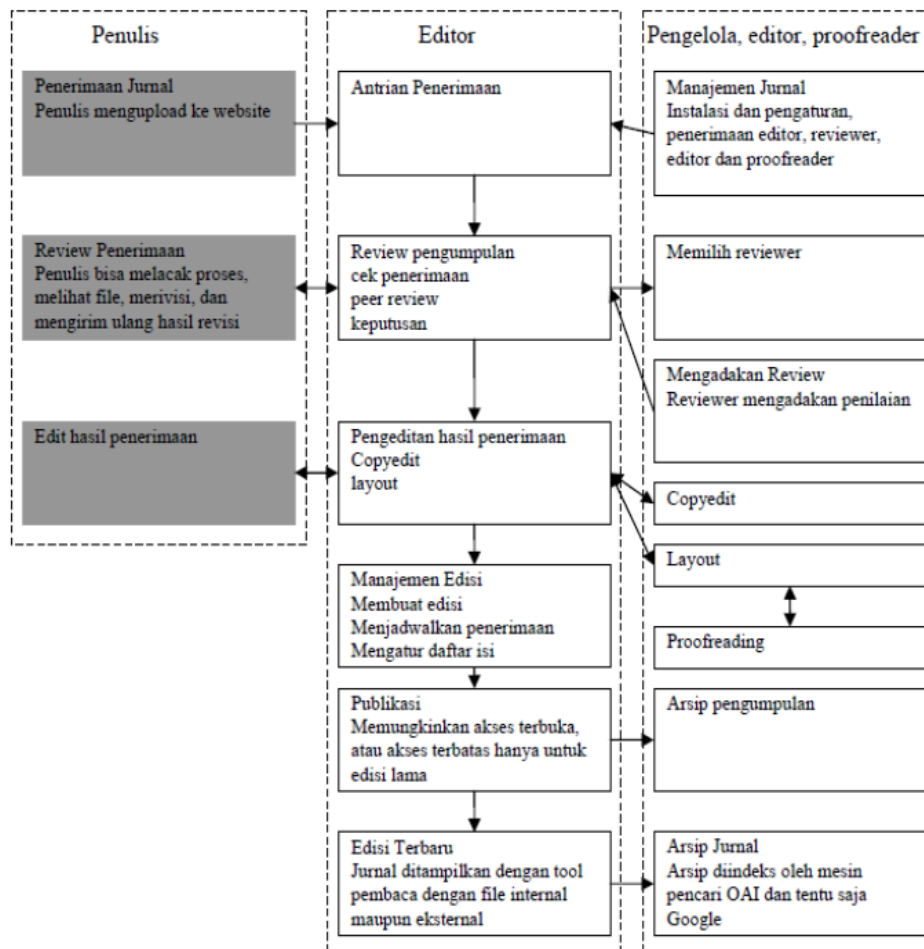 Penulis
Penerimaan Jurnal
Penulis mengupload ke website
Review Penerimaan
Penulis bisa melacak proses,
melihat file, merivisi, dan
mengirim ulang hasil revisi
Edit hasil penerimaan
Editor
Antrian Penerimaan
Review pengumpulan
cek penerimaan
peer review
keputusan
Pengeditan hasil penerimaan
Copyedit
layout
Manajemen Edisi
Membuat edisi
Menjadwalkan penerimaan
Mengatur daftar isi
Publikasi
Memungkinkan akses terbuka,
atau akses terbatas hanya untuk
edisi lama
Edisi Terbaru
Jurnal ditampilkan dengan tool
pembaca dengan file internal
maupun eksternal
Pengelola, editor, proofreader
Manajemen Jurnal
Instalasi dan pengaturan,
penerimaan editor, reviewer,
editor dan proofreader
Memilih reviewer
Mengadakan Review
Reviewer mengadakan penilaian
Copyedit
Layout
Proofreading
Arsip pengumpulan
Arsip Jurnal
Arsip diindeks oleh mesin
pencari OAI dan tentu saja
Google